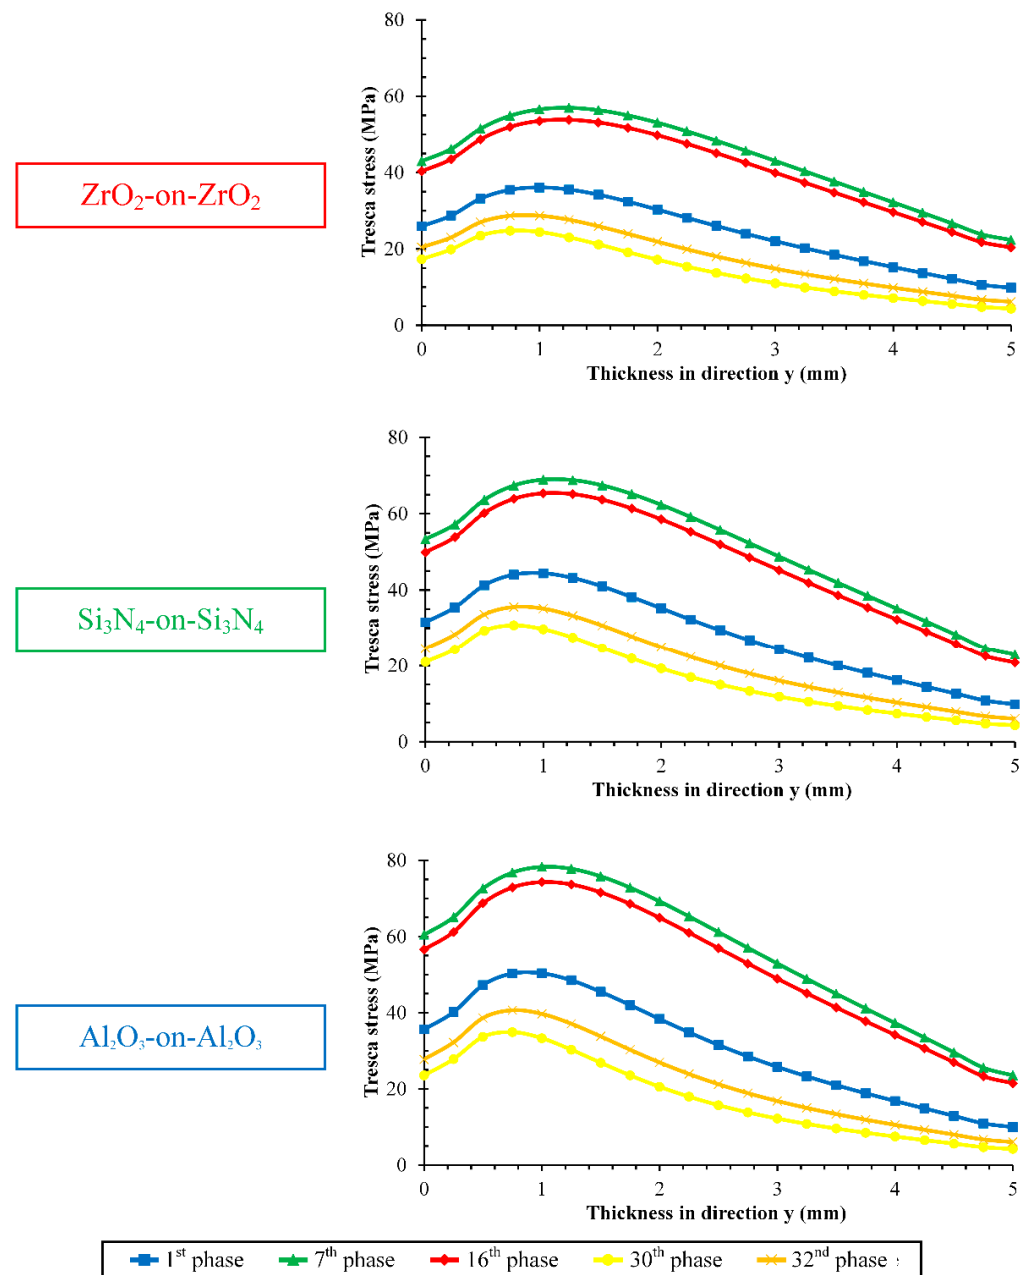 ZrO₂-on-ZrO₂
Tresca stress (MPa)
80
60
40
20
0
0 1 2 3 4 5
Thickness in direction y (mm)
Si₃N₄-on-Si₃N₄
Tresca stress (MPa)
80
60
40
20
0
0 1 2 3 4 5
Thickness in direction y (mm)
Al₂O₃-on-Al₂O₃
Tresca stress (MPa)
80
60
40
20
0
0 1 2 3 4 5
Thickness in direction y (mm)
1st phase 7th phase 16th phase 30th phase 32nd phase